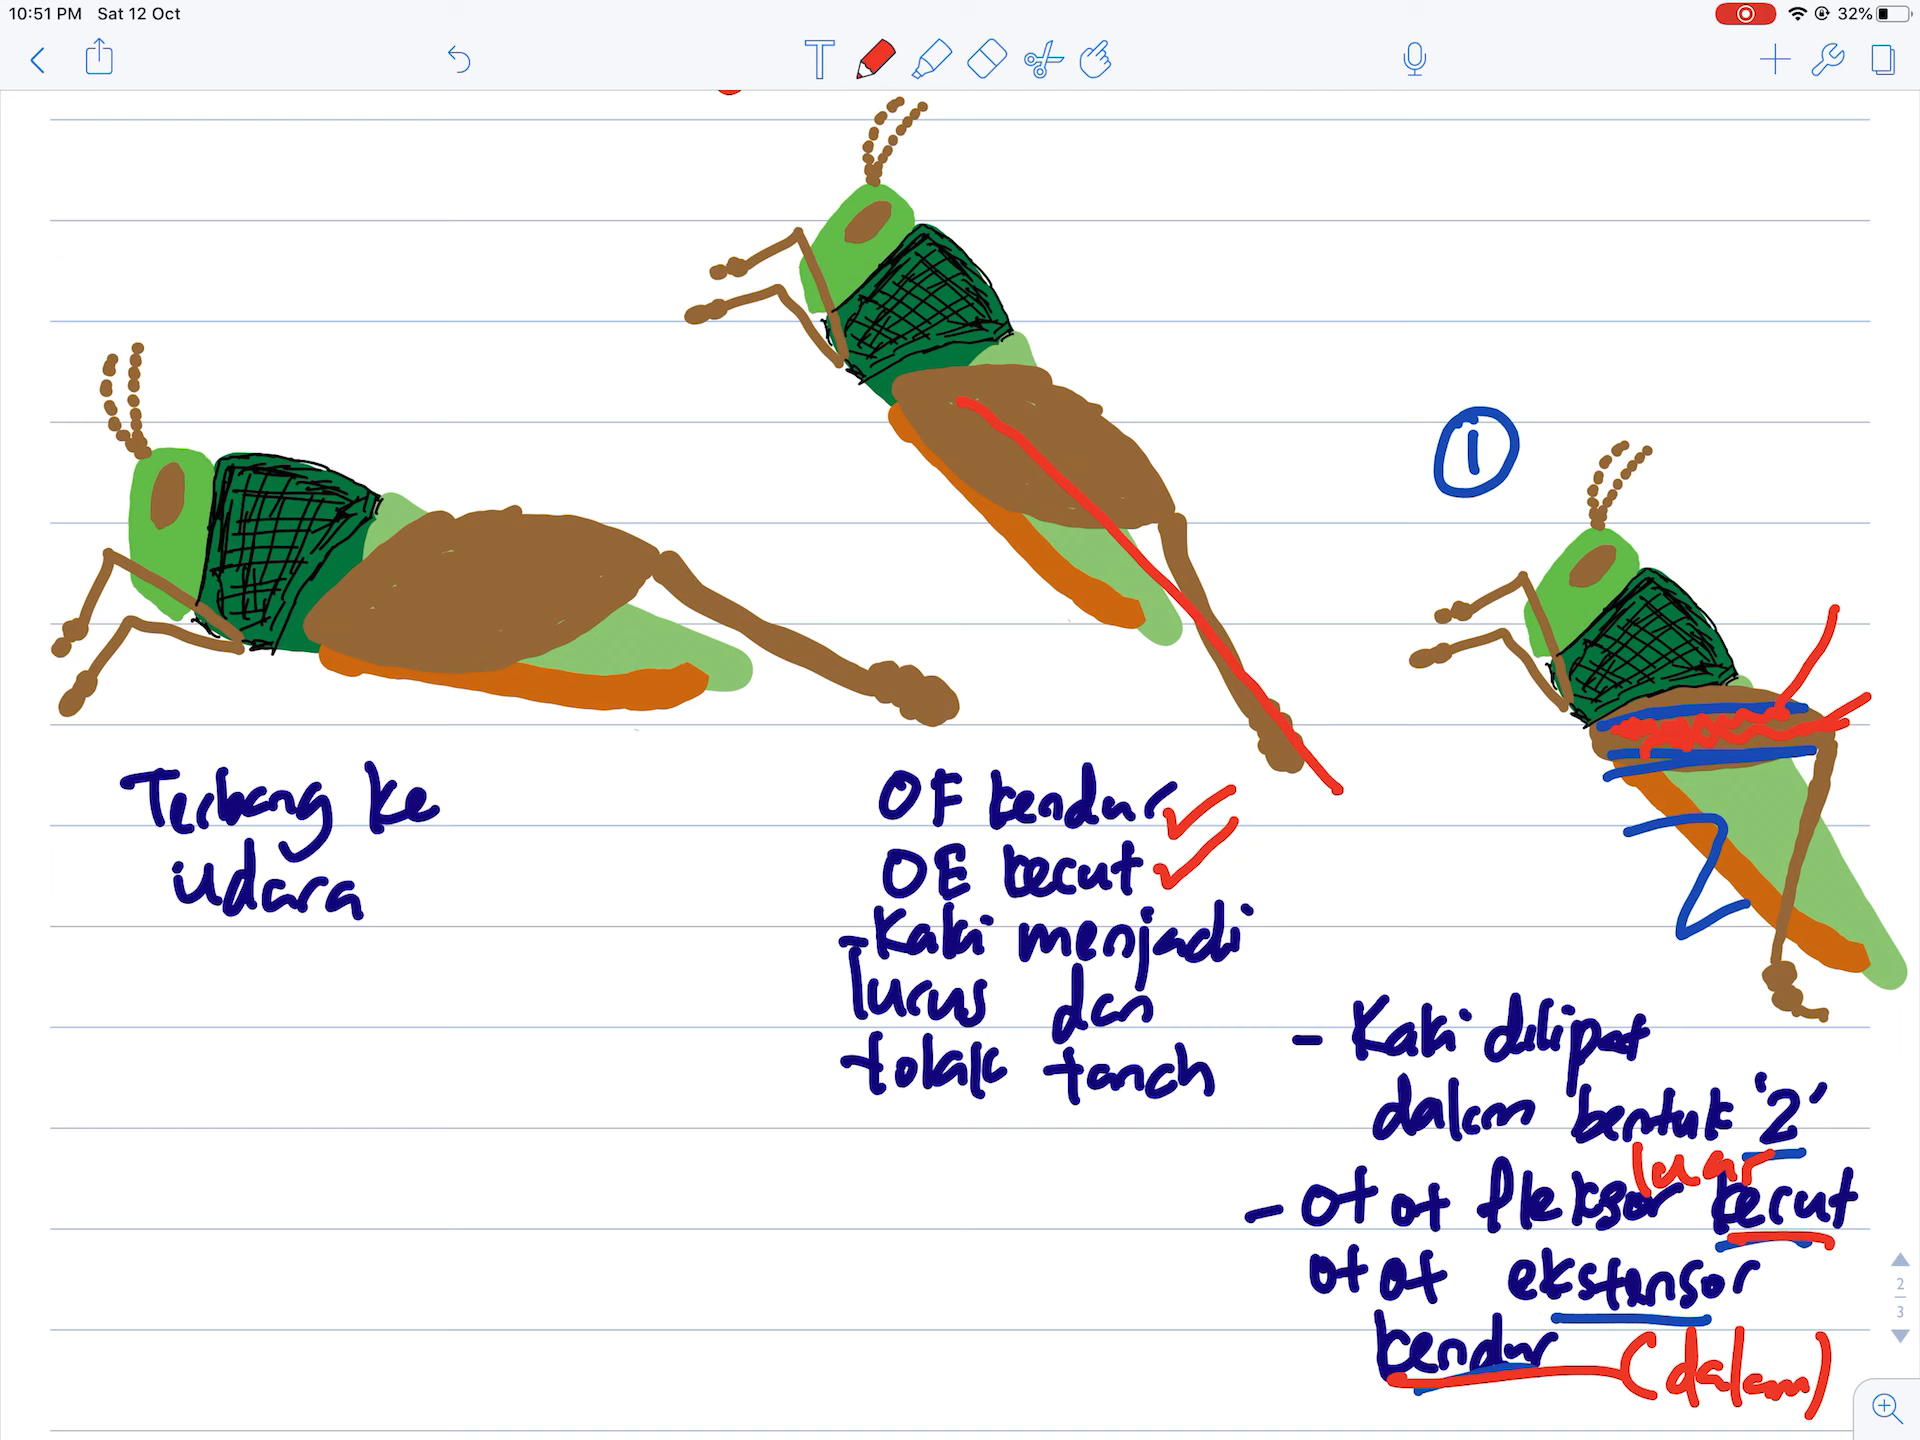 10:51 PM Sat 12 Oct
32%
T
1
Terbang ke
udara
OF kendur
OE kecut
-Kaki menjadi
lurus dan
tolak tanah
- Kaki dilipat
dalam bentuk '2'
luar
- Otot fleksor kecut
otot ekstensor
kendur (dalam)
2
3